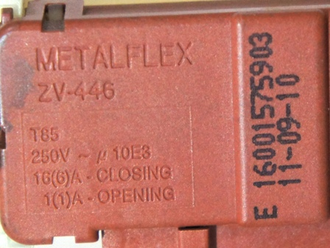 METALFLEX
ZV-446
T85
250V ~ µ 10E3
16(6)A - CLOSING
1(1)A - OPENING
E 16001575903
11-09-10